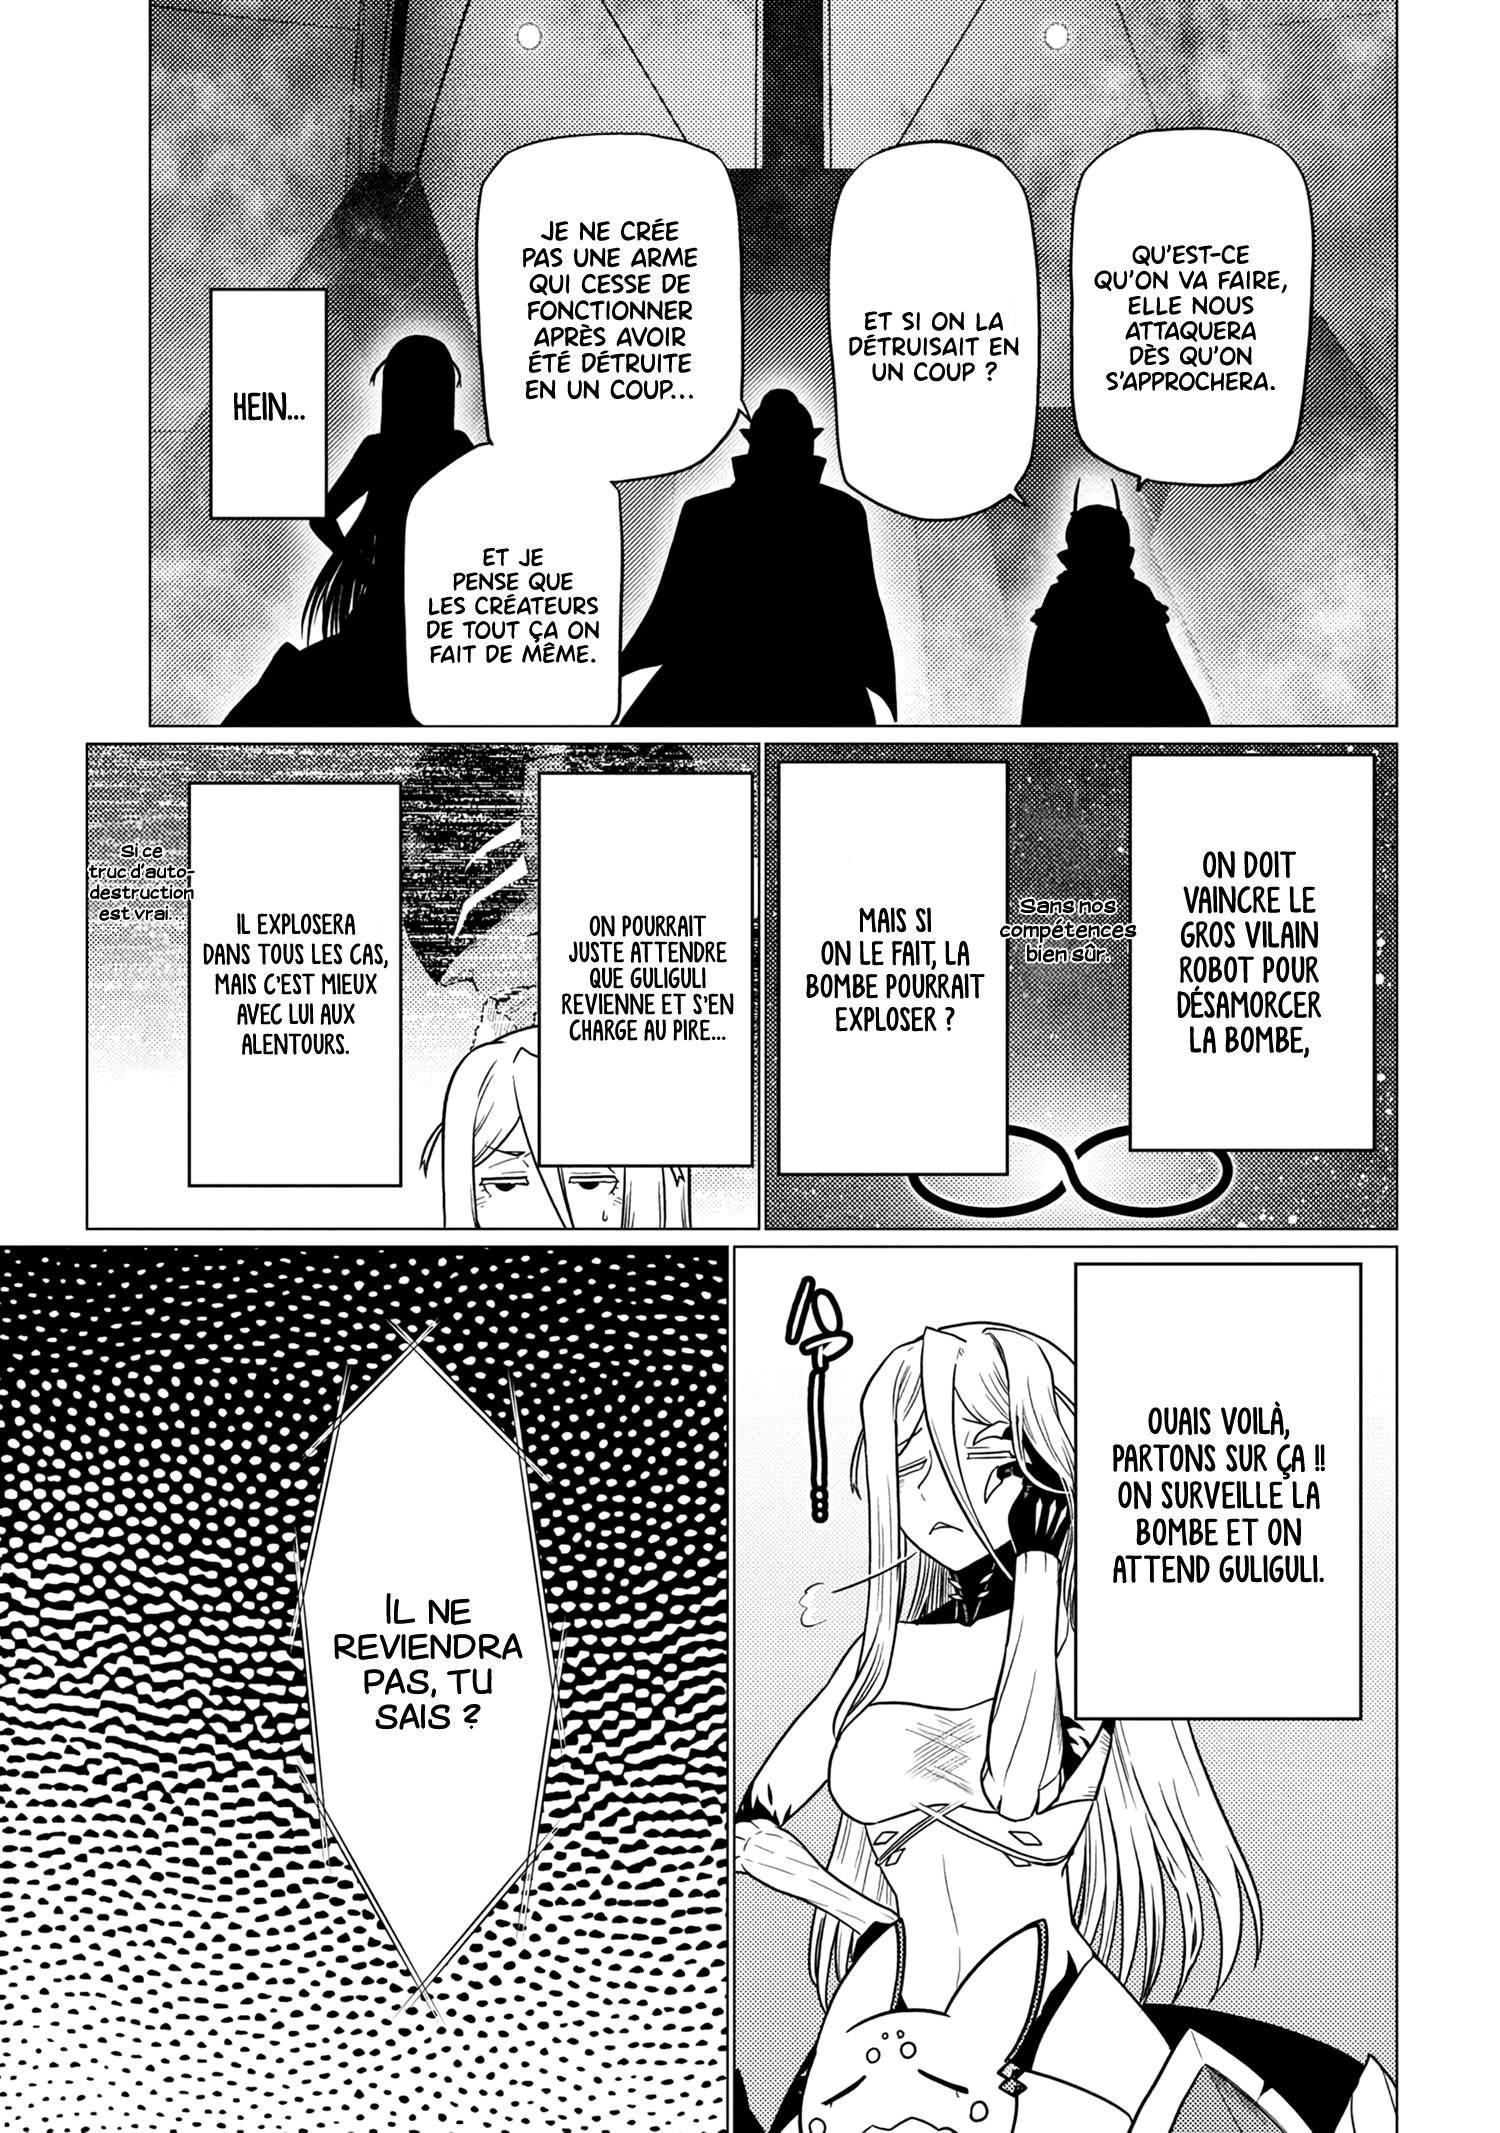 QU'EST-CE
QU'ON VA FAIRE,
ELLE NOUS
ATTAQUERA
DÈS QU'ON
S'APPROCHERA.
ET SI ON LA
DÉTRUISAIT EN
UN COUP ?
JE NE CRÉE
PAS UNE ARME
QUI CESSE DE
FONCTIONNER
APRÈS AVOIR
ÉTÉ DÉTRUITE
EN UN COUP...
ET JE
PENSE QUE
LES CRÉATEURS
DE TOUT ÇA ON
FAIT DE MÊME.
HEIN...
ON DOIT
VAINCRE LE
GROS VILAIN
ROBOT POUR
DÉSAMORCER
LA BOMBE,
Sans nos
compétences
bien sûr.
MAIS SI
ON LE FAIT, LA
BOMBE POURRAIT
EXPLOSER ?
ON POURRAIT
JUSTE ATTENDRE
QUE GULIGULI
REVIENNE ET S'EN
CHARGE AU PIRE...
IL EXPLOSERA
DANS TOUS LES CAS,
MAIS C'EST MIEUX
AVEC LUI AUX
ALENTOURS.
Si ce
truc d'auto-
destruction
est vrai...
OUAIS VOILÀ,
PARTONS SUR ÇA !!
ON SURVEILLE LA
BOMBE ET ON
ATTEND GULIGULI.
IL NE
REVIENDRA
PAS, TU
SAIS ?